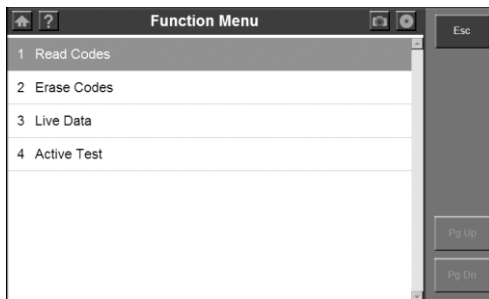 ? Function Menu
Esc
1 Read Codes
2 Erase Codes
3 Live Data
4 Active Test
Pg Up
Pg Dn